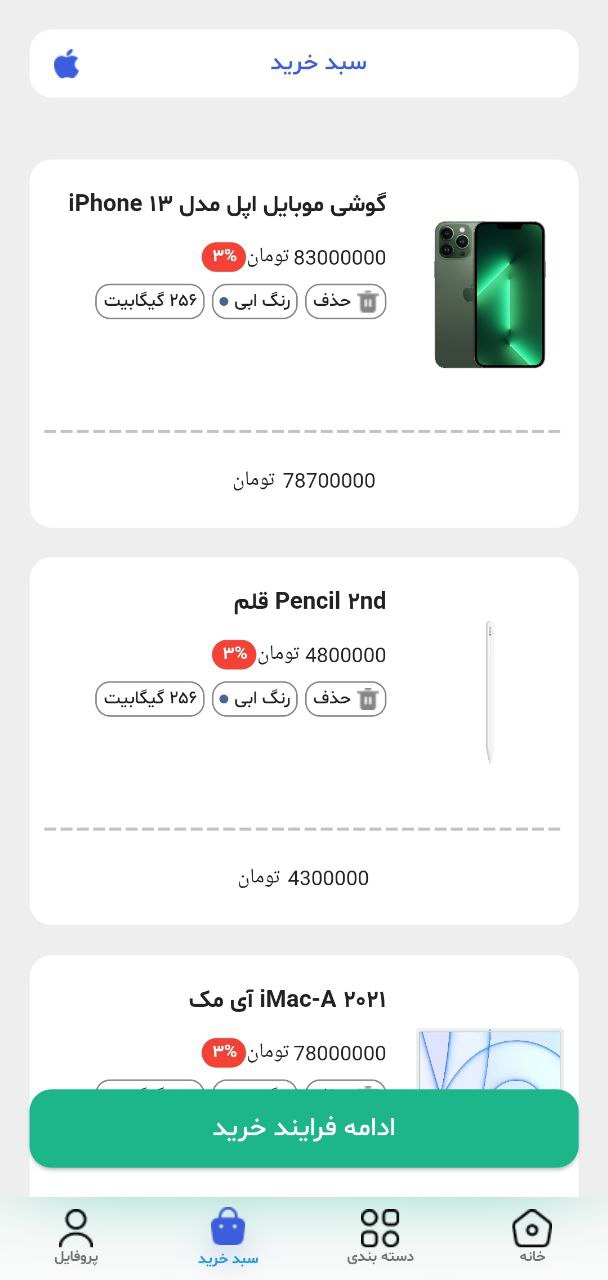 سبد خرید
گوشی موبایل اپل مدل iPhone ۱۳
83000000 تومان ۳%
حذف رنگ ابی ۲۵۶ گیگابیت
78700000 تومان
Pencil ۲nd قلم
4800000 تومان ۳%
حذف رنگ ابی ۲۵۶ گیگابیت
4300000 تومان
iMac-A ۲۰۲۱ آی مک
78000000 تومان ۳%
ادامه فرایند خرید
خانه دسته بندی سبد خرید پروفایل